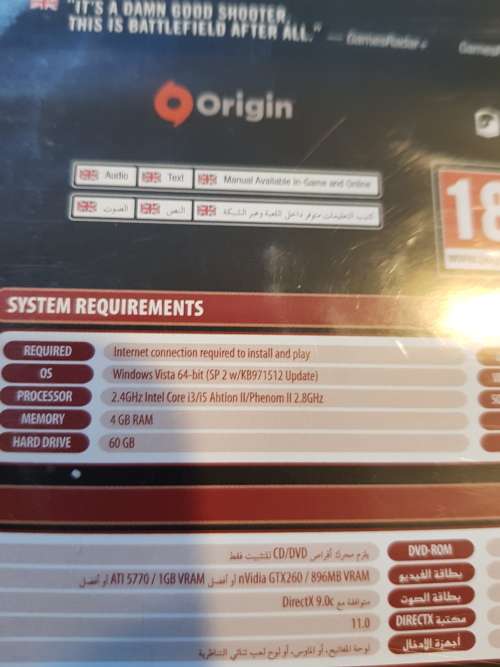 "IT'S A DAMN GOOD SHOOTER,
THIS IS BATTLEFIELD AFTER ALL." — GamesRadar+
Origin
Audio Text Manual Available In-Game and Online
الصوت النص كتيب التعليمات متوفر داخل اللعبة وعبر الشبكة
18
SYSTEM REQUIREMENTS
REQUIRED Internet connection required to install and play
OS Windows Vista 64-bit (SP 2 w/KB971512 Update)
PROCESSOR 2.4GHz Intel Core i3/i5 Ahtion II/Phenom II 2.8GHz
MEMORY 4 GB RAM
HARD DRIVE 60 GB
DVD-ROM يلزم محرك أقراص CD/DVD للتثبيت فقط
بطاقة الفيديو nVidia GTX260 / 896MB VRAM أو أفضل ATI 5770 / 1GB VRAM أو أفضل
بطاقة الصوت متوافقة مع DirectX 9.0c
مكتبة DIRECTX 11.0
أجهزة الإدخال لوحة المفاتيح، أو الماوس، أو لوح لعب ثنائي التناظرية